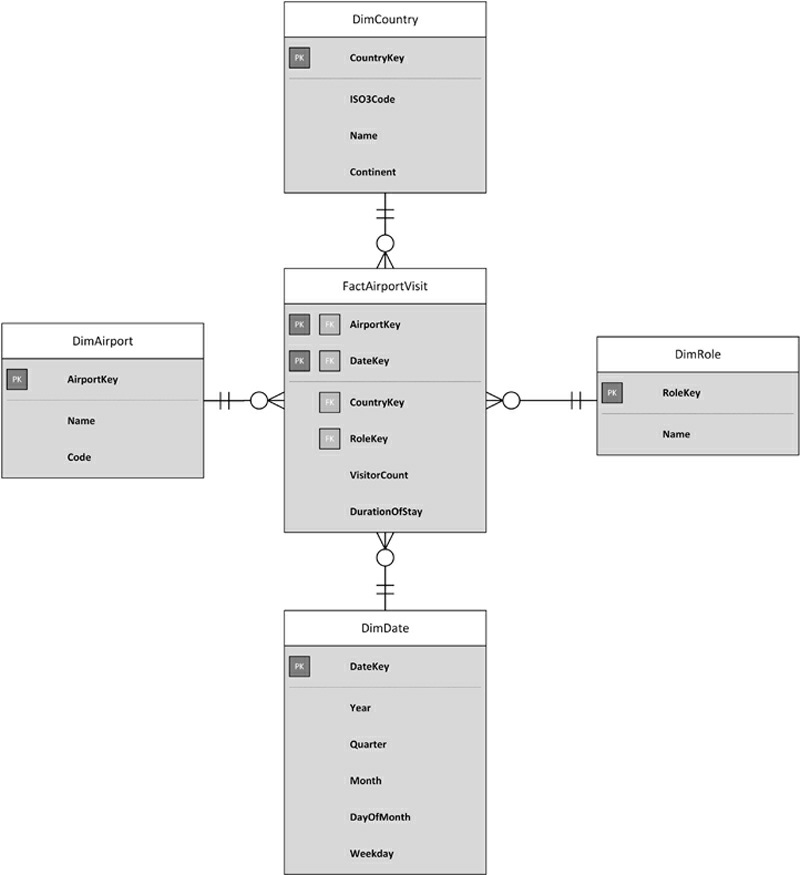 DimCountry
PK CountryKey
ISO3Code
Name
Continent
FactAirportVisit
PK FK AirportKey
PK FK DateKey
FK CountryKey
FK RoleKey
VisitorCount
DurationOfStay
DimAirport
PK AirportKey
Name
Code
DimRole
PK RoleKey
Name
DimDate
PK DateKey
Year
Quarter
Month
DayOfMonth
Weekday